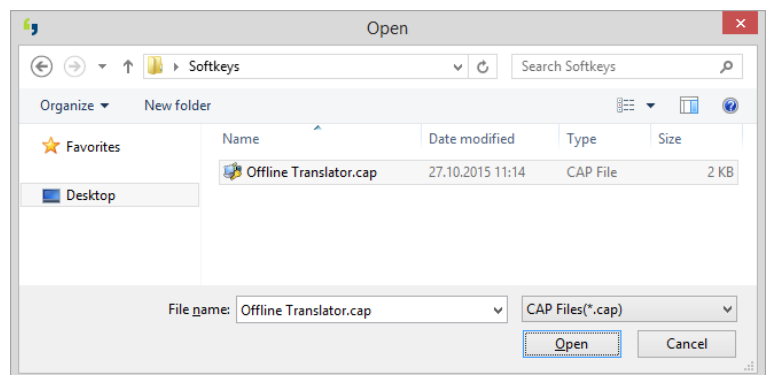 Open
Softkeys
Search Softkeys
Organize New folder
Name Date modified Type Size
Favorites
Offline Translator.cap 27.10.2015 11:14 CAP File 2 KB
Desktop
File name: Offline Translator.cap CAP Files(*.cap)
Open Cancel